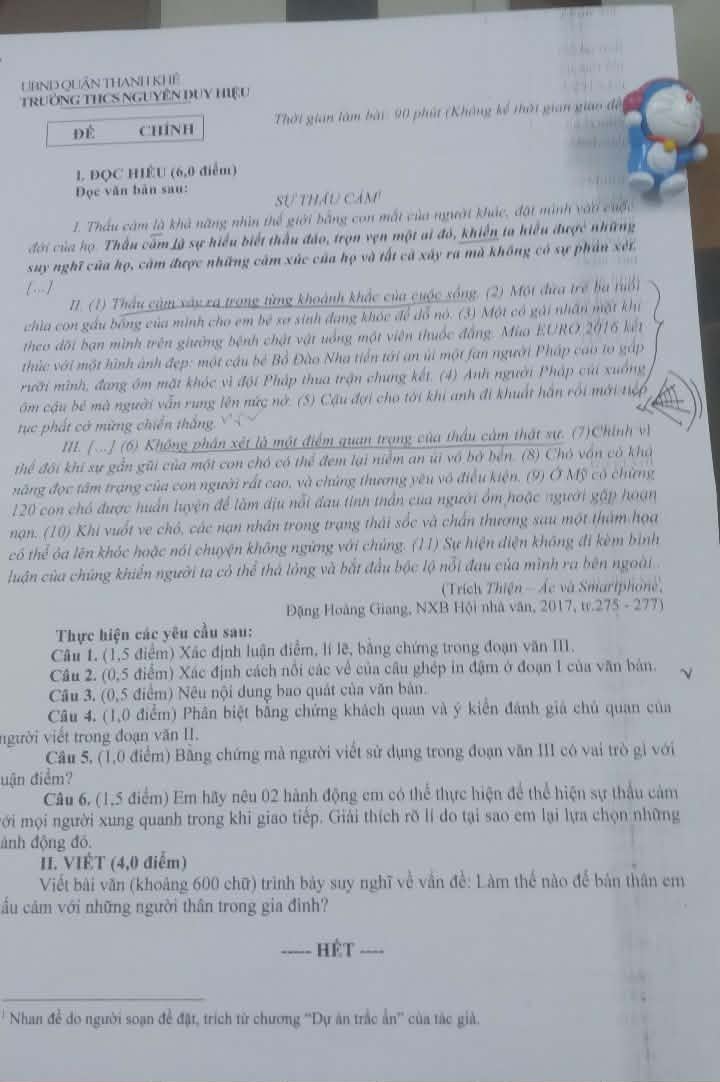 UBND QUẬN THANH KHÊ
TRƯỜNG THCS NGUYỄN DUY HIỆU
ĐỀ CHÍNH
Thời gian làm bài: 90 phút (Không kể thời gian giao đề
I. ĐỌC HIỂU (6,0 điểm)
Đọc văn bản sau:
SỰ THẤU CẢM¹
I. Thấu cảm là khả năng nhìn thế giới bằng con mắt của người khác, đặt mình vào cuộc
đời của họ. Thấu cảm là sự hiểu biết thấu đáo, trọn vẹn một ai đó, khiến ta hiểu được những
suy nghĩ của họ, cảm được những cảm xúc của họ và tất cả xảy ra mà không có sự phán xét.
[...]
II. (1) Thấu cảm xảy ra trong từng khoảnh khắc của cuộc sống. (2) Một đứa trẻ ba tuổi
chìa con gấu bông của mình cho em bé sơ sinh đang khóc để dỗ nó. (3) Một cô gái nhăn mặt khi
theo dõi bạn mình trên giường bệnh chật vật uống một viên thuốc đắng. Mùa EURO 2016 kết
thúc với một hình ảnh đẹp: một cậu bé Bồ Đào Nha tiến tới an ủi một fan người Pháp cao to gấp
rưỡi mình, đang ôm mặt khóc vì đội Pháp thua trận chung kết. (4) Anh người Pháp cúi xuống
ôm cậu bé mà người vẫn rung lên nức nở. (5) Cậu đợi cho tới khi anh đi khuất hẳn rồi mới tiếp
tục phất cờ mừng chiến thắng.
III. [...] (6) Không phán xét là một điểm quan trọng của thấu cảm thật sự. (7)Chính vì
thế đôi khi sự gần gũi của một con chó có thể đem lại niềm an ủi vô bờ bến. (8) Chó vốn có khả
năng đọc tâm trạng của con người rất cao, và chúng thương yêu vô điều kiện. (9) Ở Mỹ có chừng
120 con chó được huấn luyện để làm dịu nỗi đau tinh thần của người ốm hoặc người gặp hoạn
nạn. (10) Khi vuốt ve chó, các nạn nhân trong trạng thái sốc và chấn thương sau một thảm họa
có thể òa lên khóc hoặc nói chuyện không ngừng với chúng. (11) Sự hiện diện không đi kèm bình
luận của chúng khiến người ta có thể thả lỏng và bắt đầu bộc lộ nỗi đau của mình ra bên ngoài..
(Trích Thiện - Ác và Smartphone,
Đặng Hoàng Giang, NXB Hội nhà văn, 2017, tr.275 - 277)
Thực hiện các yêu cầu sau:
Câu 1. (1,5 điểm) Xác định luận điểm, lí lẽ, bằng chứng trong đoạn văn III.
Câu 2. (0,5 điểm) Xác định cách nối các vế của câu ghép in đậm ở đoạn I của văn bản.
Câu 3. (0,5 điểm) Nêu nội dung bao quát của văn bản.
Câu 4. (1,0 điểm) Phân biệt bằng chứng khách quan và ý kiến đánh giá chủ quan của
người viết trong đoạn văn II.
Câu 5. (1,0 điểm) Bằng chứng mà người viết sử dụng trong đoạn văn III có vai trò gì với
uận điểm?
Câu 6. (1,5 điểm) Em hãy nêu 02 hành động em có thể thực hiện để thể hiện sự thấu cảm
với mọi người xung quanh trong khi giao tiếp. Giải thích rõ lí do tại sao em lại lựa chọn những
ành động đó.
II. VIẾT (4,0 điểm)
Viết bài văn (khoảng 600 chữ) trình bày suy nghĩ về vấn đề: Làm thế nào để bản thân em
ấu cảm với những người thân trong gia đình?
------ HẾT ----
¹ Nhan đề do người soạn đề đặt, trích từ chương "Dự án trắc ẩn" của tác giả.